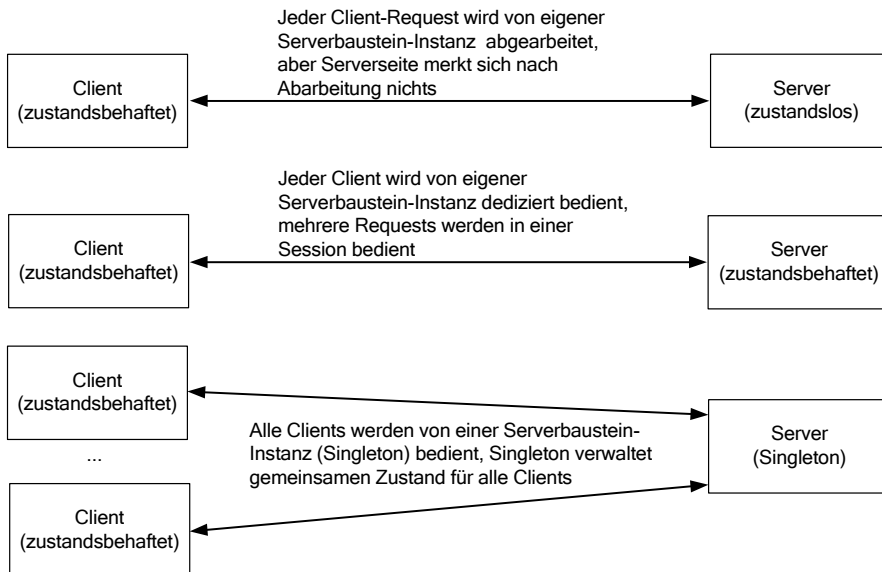 Jeder Client-Request wird von eigener
Serverbaustein-Instanz abgearbeitet,
aber Serverseite merkt sich nach
Abarbeitung nichts
Client
(zustandsbehaftet)
Server
(zustandslos)
Jeder Client wird von eigener
Serverbaustein-Instanz dediziert bedient,
mehrere Requests werden in einer
Session bedient
Client
(zustandsbehaftet)
Server
(zustandsbehaftet)
Client
(zustandsbehaftet)
...
Alle Clients werden von einer Serverbaustein-
Instanz (Singleton) bedient, Singleton verwaltet
gemeinsamen Zustand für alle Clients
Server
(Singleton)
Client
(zustandsbehaftet)